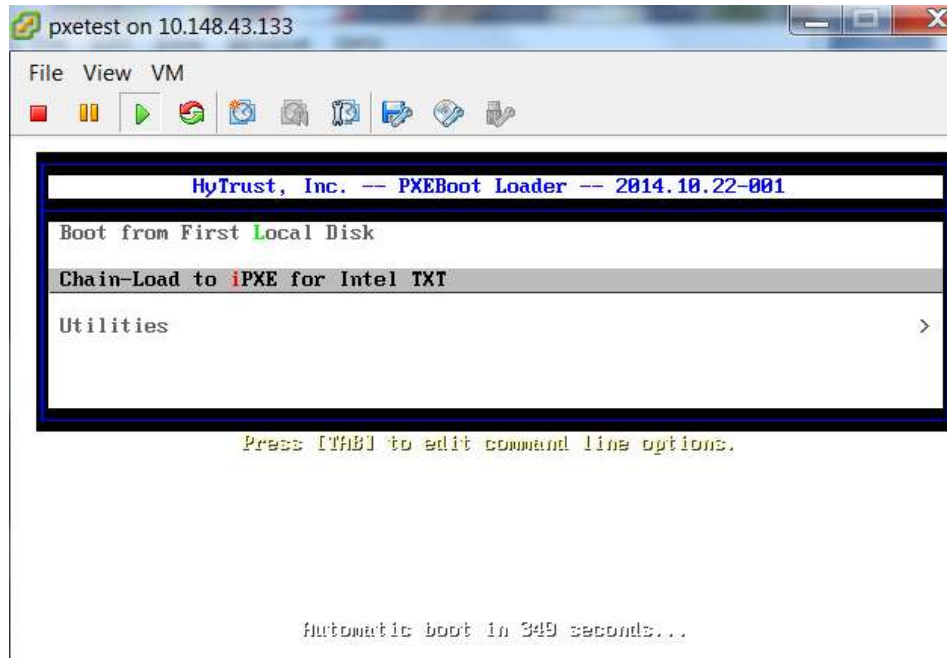 pxetest on 10.148.43.133
File View VM
HyTrust, Inc. -- PXEBoot Loader -- 2014.10.22-001
Boot from First Local Disk
Chain-Load to iPXE for Intel TXT
Utilities >
Press [TAB] to edit command line options.
Automatic boot in 349 seconds...